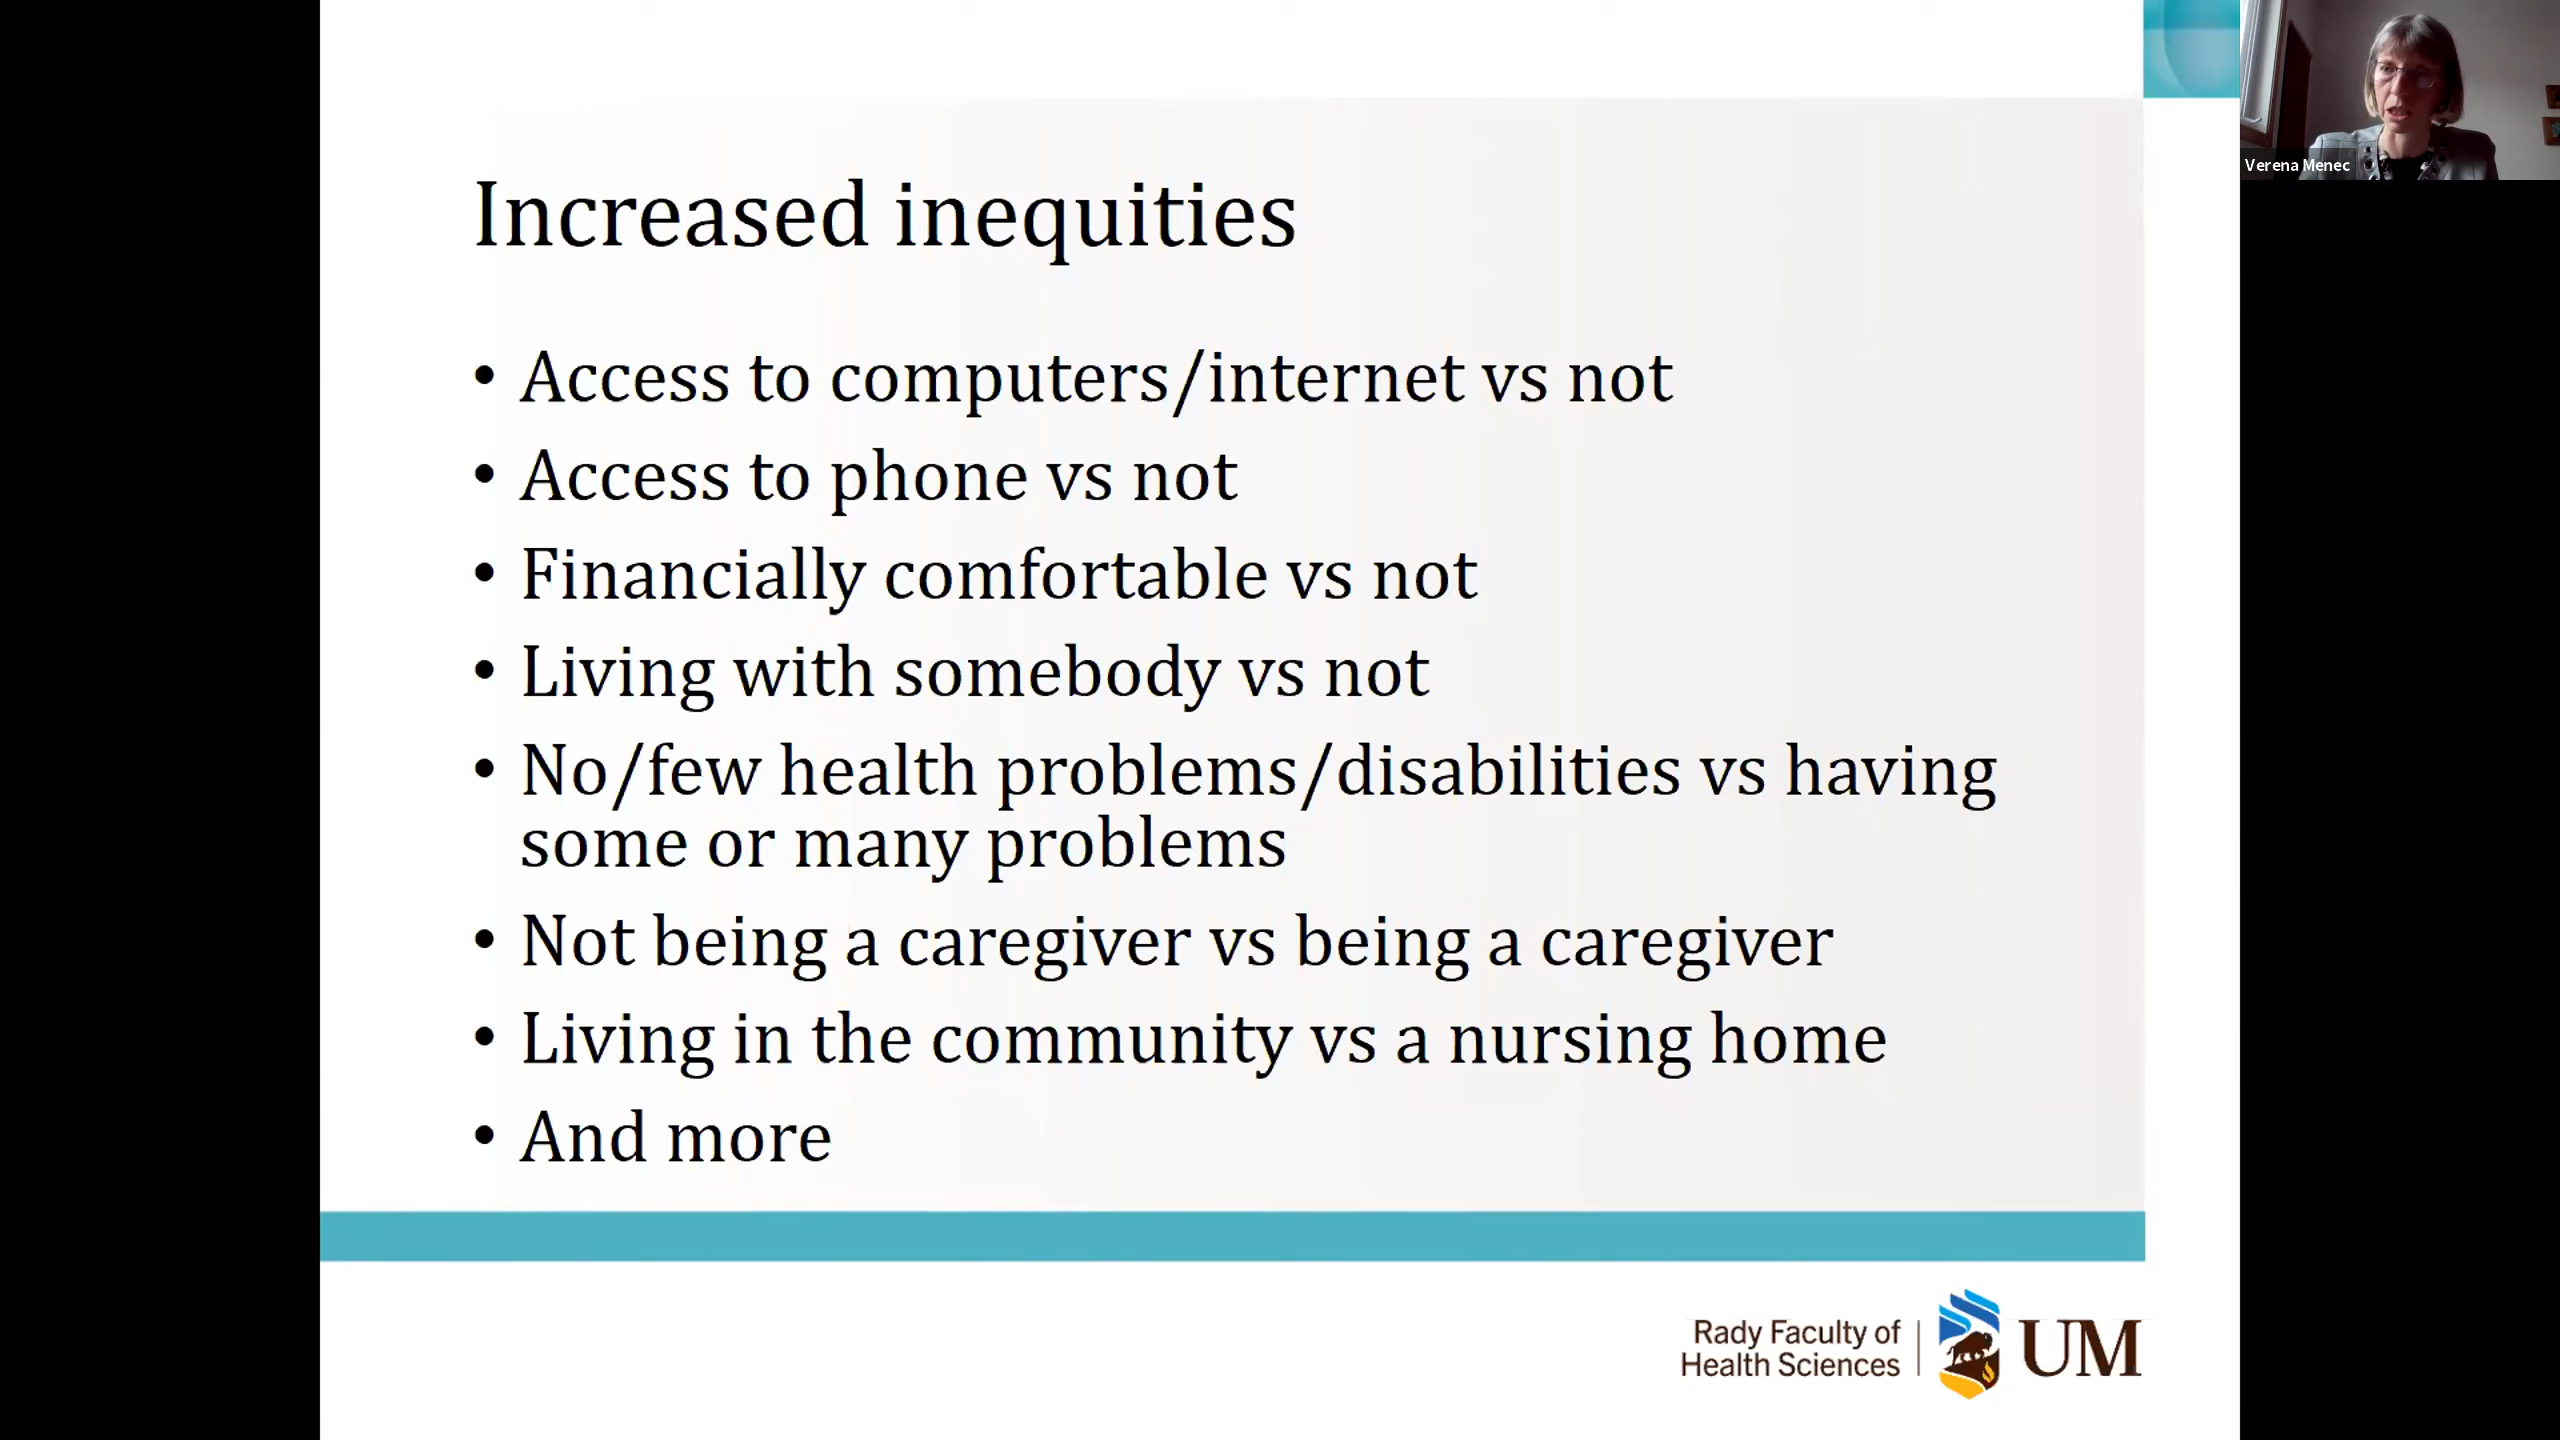 Increased inequities
• Access to computers/internet vs not
• Access to phone vs not
• Financially comfortable vs not
• Living with somebody vs not
• No/few health problems/disabilities vs having
some or many problems
• Not being a caregiver vs being a caregiver
• Living in the community vs a nursing home
• And more
Rady Faculty of
Health Sciences
UM
Verena Menec